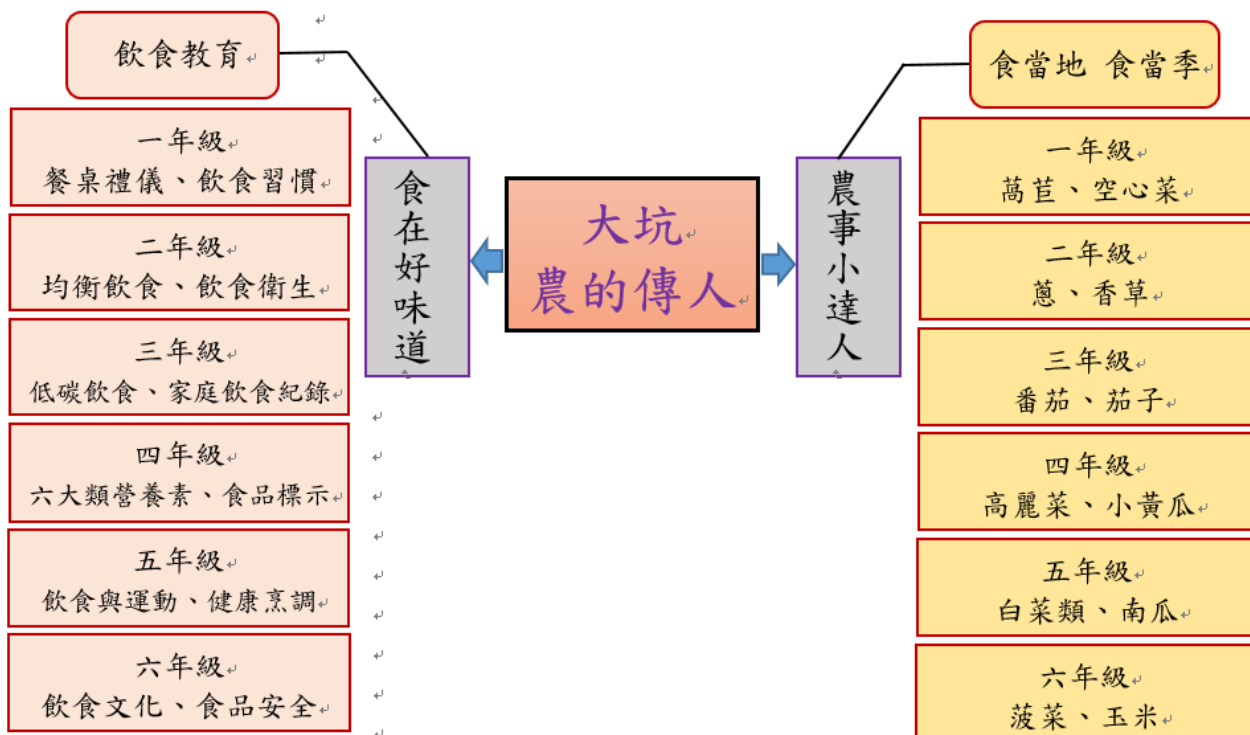 飲食教育
一年級
餐桌禮儀、飲食習慣
二年級
均衡飲食、飲食衛生
三年級
低碳飲食、家庭飲食紀錄
四年級
六大類營養素、食品標示
五年級
飲食與運動、健康烹調
六年級
飲食文化、食品安全
食在好味道
大坑
農的傳人
農事小達人
食當地 食當季
一年級
萵苣、空心菜
二年級
蔥、香草
三年級
番茄、茄子
四年級
高麗菜、小黃瓜
五年級
白菜類、南瓜
六年級
菠菜、玉米